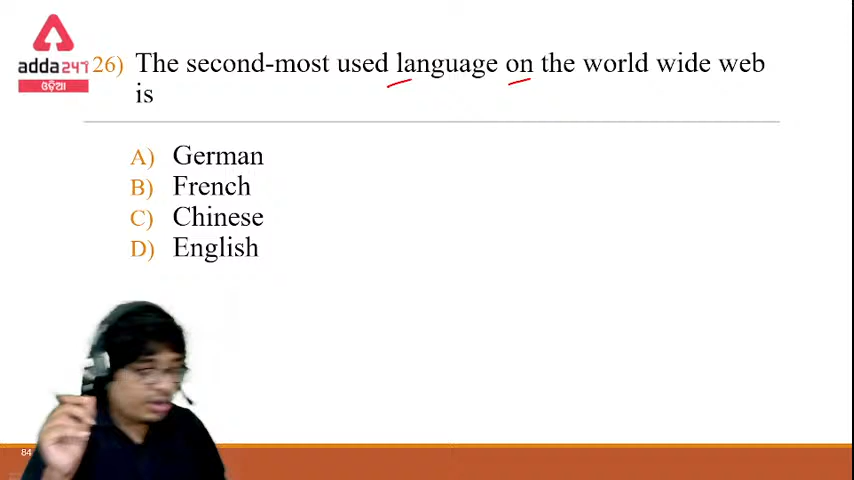 adda247
ଓଡ଼ିଆ
26) The second-most used language on the world wide web
is
A) German
B) French
C) Chinese
D) English
84